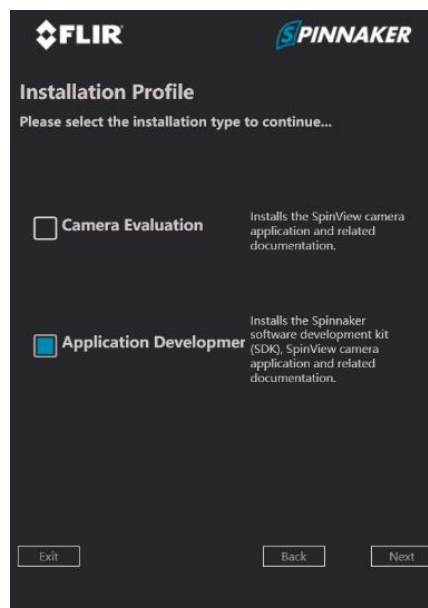 FLIR
SPINNAKER
Installation Profile
Please select the installation type to continue...
Camera Evaluation
Installs the SpinView camera
application and related
documentation.
Application Developmer
Installs the Spinnaker
software development kit
(SDK), SpinView camera
application and related
documentation.
Exit
Back
Next